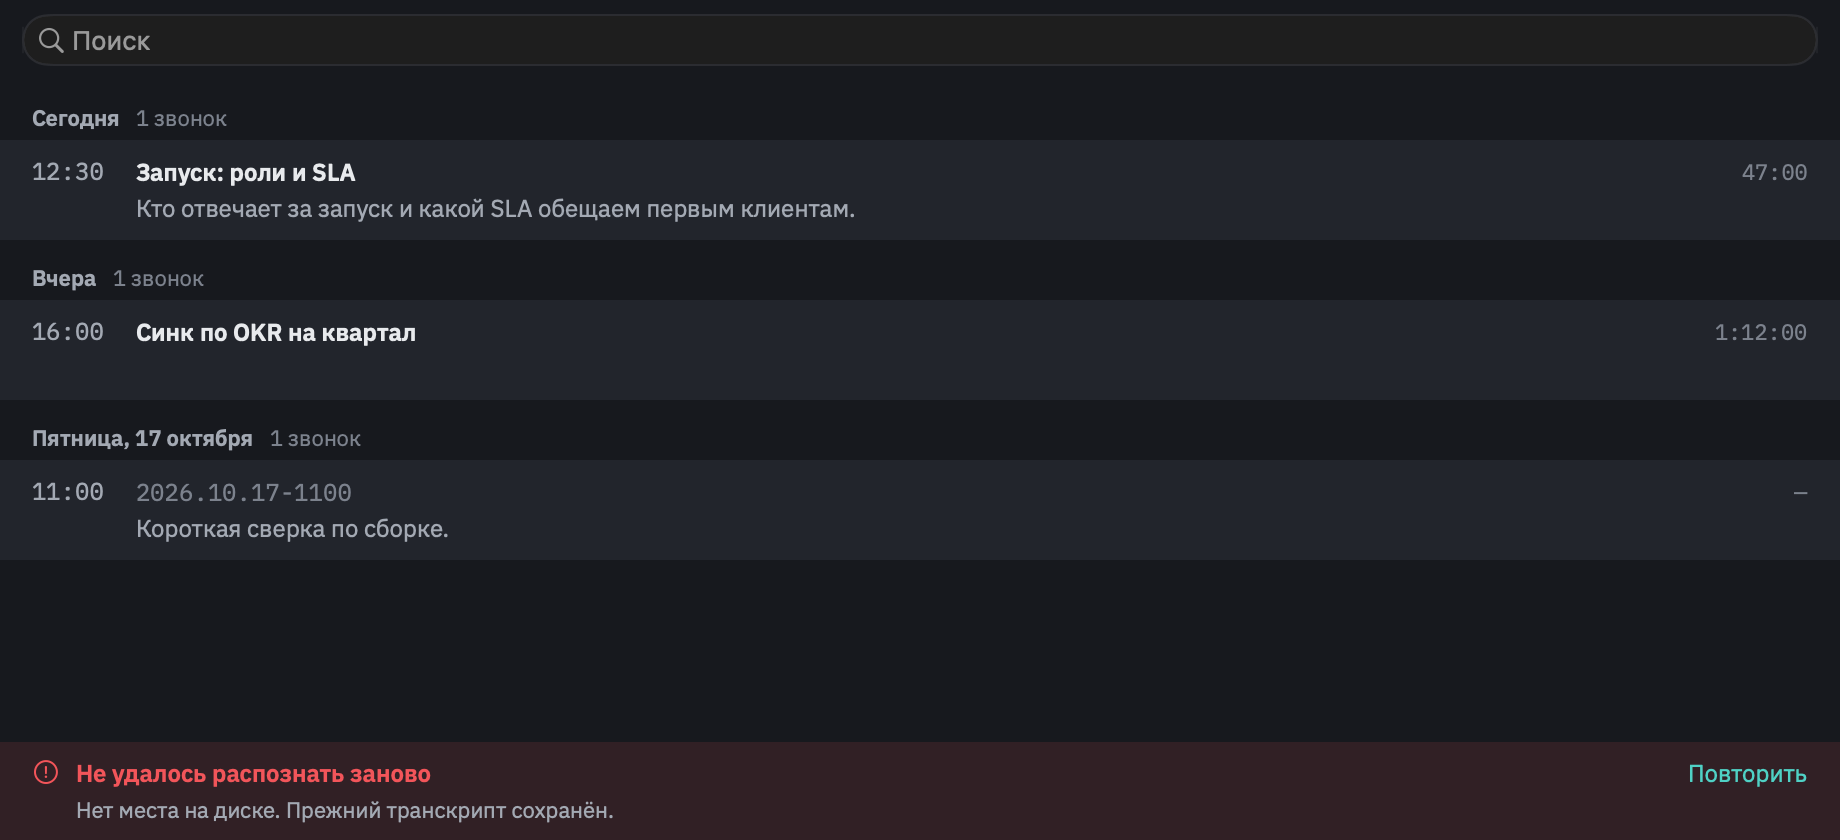 Поиск
Сегодня 1 звонок
12:30 Запуск: роли и SLA 47:00
Кто отвечает за запуск и какой SLA обещаем первым клиентам.
Вчера 1 звонок
16:00 Синк по OKR на квартал 1:12:00
Пятница, 17 октября 1 звонок
11:00 2026.10.17-1100 —
Короткая сверка по сборке.
Не удалось распознать заново Повторить
Нет места на диске. Прежний транскрипт сохранён.